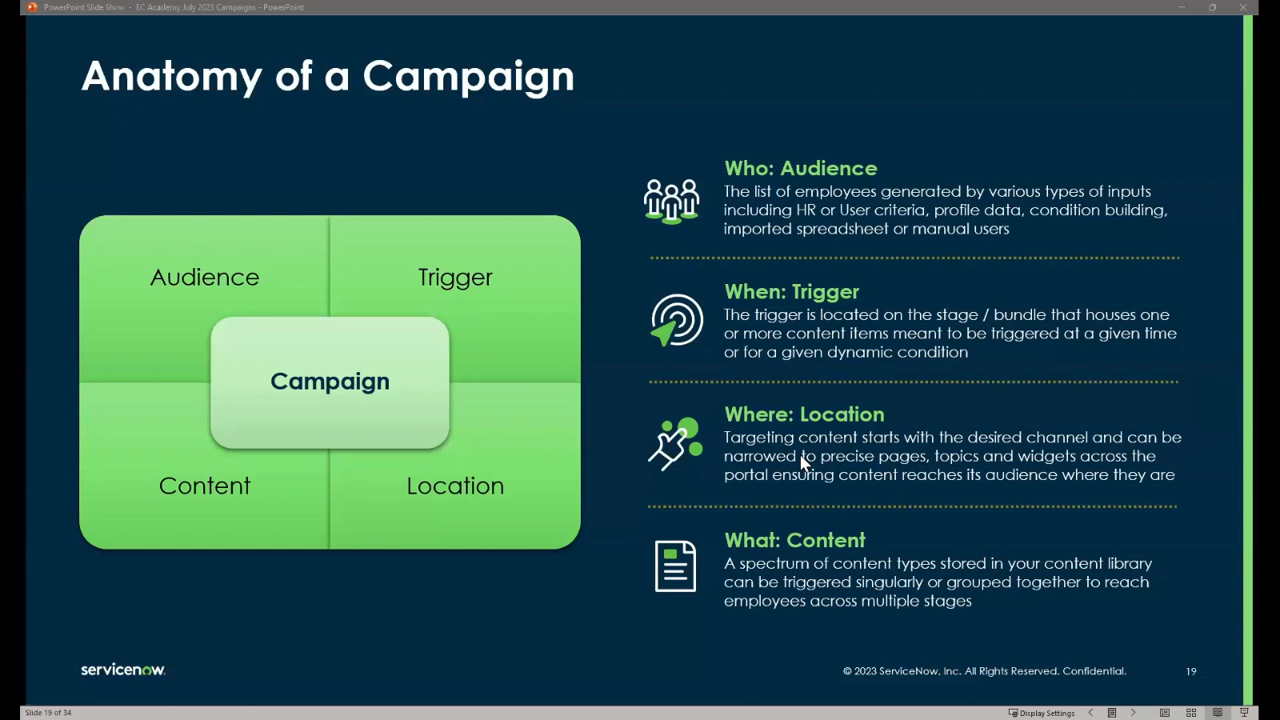 PowerPoint Slide Show - EC Academy July 2023 Campaigns - PowerPoint
Anatomy of a Campaign
Audience
Trigger
Campaign
Content
Location
Who: Audience
The list of employees generated by various types of inputs
including HR or User criteria, profile data, condition building,
imported spreadsheet or manual users
When: Trigger
The trigger is located on the stage / bundle that houses one
or more content items meant to be triggered at a given time
or for a given dynamic condition
Where: Location
Targeting content starts with the desired channel and can be
narrowed to precise pages, topics and widgets across the
portal ensuring content reaches its audience where they are
What: Content
A spectrum of content types stored in your content library
can be triggered singularly or grouped together to reach
employees across multiple stages
servicenow
© 2023 ServiceNow, Inc. All Rights Reserved. Confidential.
19
Slide 19 of 34
Display Settings